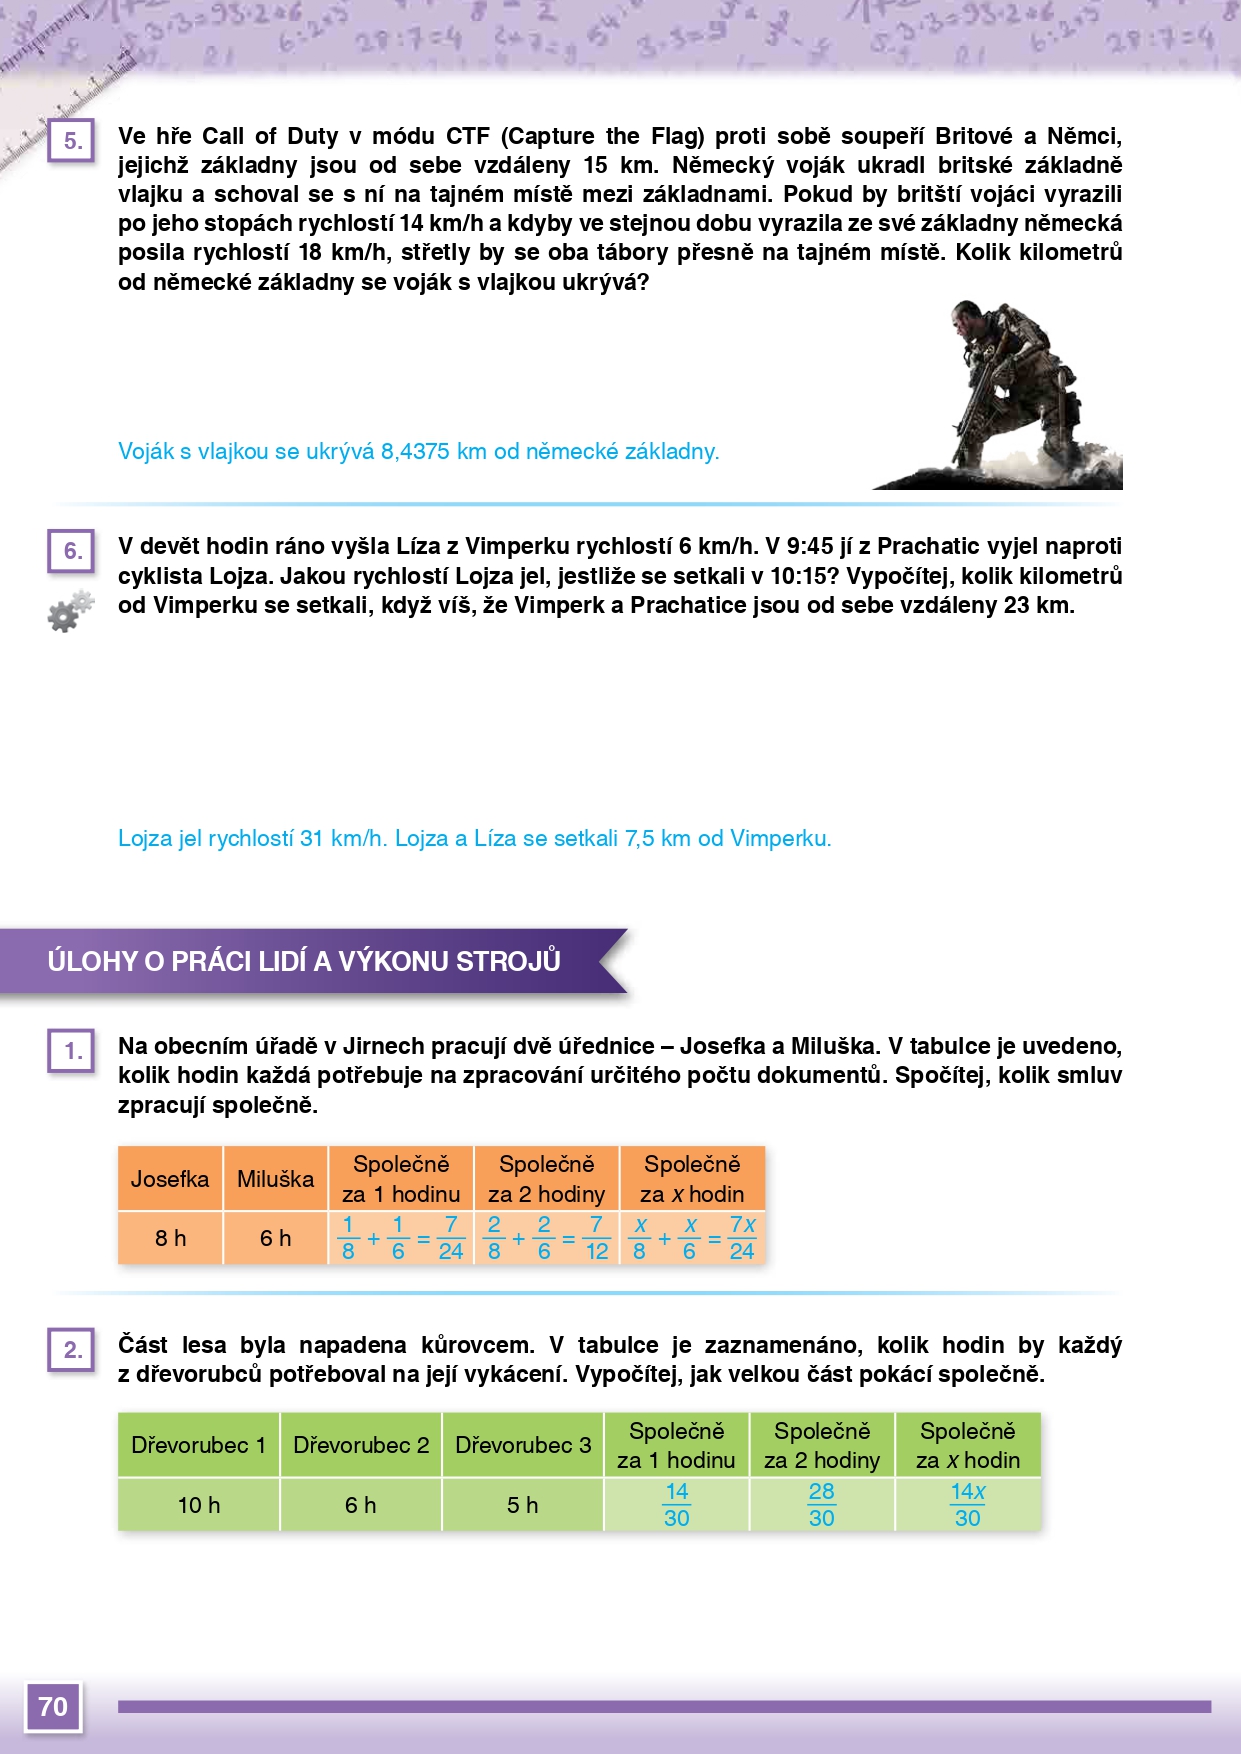 5.
Ve hře Call of Duty v módu CTF (Capture the Flag) proti sobě soupeří Britové a Němci,
jejichž základny jsou od sebe vzdáleny 15 km. Německý voják ukradl britské základně
vlajku a schoval se s ní na tajném místě mezi základnami. Pokud by britští vojáci vyrazili
po jeho stopách rychlostí 14 km/h a kdyby ve stejnou dobu vyrazila ze své základny německá
posila rychlostí 18 km/h, střetly by se oba tábory přesně na tajném místě. Kolik kilometrů
od německé základny se voják s vlajkou ukrývá?
Voják s vlajkou se ukrývá 8,4375 km od německé základny.
6.
V devět hodin ráno vyšla Líza z Vimperku rychlostí 6 km/h. V 9:45 jí z Prachatic vyjel naproti
cyklista Lojza. Jakou rychlostí Lojza jel, jestliže se setkali v 10:15? Vypočítej, kolik kilometrů
od Vimperku se setkali, když víš, že Vimperk a Prachatice jsou od sebe vzdáleny 23 km.
Lojza jel rychlostí 31 km/h. Lojza a Líza se setkali 7,5 km od Vimperku.
ÚLOHY O PRÁCI LIDÍ A VÝKONU STROJŮ
1.
Na obecním úřadě v Jirnech pracují dvě úřednice – Josefka a Miluška. V tabulce je uvedeno,
kolik hodin každá potřebuje na zpracování určitého počtu dokumentů. Spočítej, kolik smluv
zpracují společně.
Josefka Miluška Společně za 1 hodinu Společně za 2 hodiny Společně za x hodin
8 h 6 h 1/8 + 1/6 = 7/24 2/8 + 2/6 = 7/12 x/8 + x/6 = 7x/24
2.
Část lesa byla napadena kůrovcem. V tabulce je zaznamenáno, kolik hodin by každý
z dřevorubců potřeboval na její vykácení. Vypočítej, jak velkou část pokácí společně.
Dřevorubec 1 Dřevorubec 2 Dřevorubec 3 Společně za 1 hodinu Společně za 2 hodiny Společně za x hodin
10 h 6 h 5 h 14/30 28/30 14x/30
70